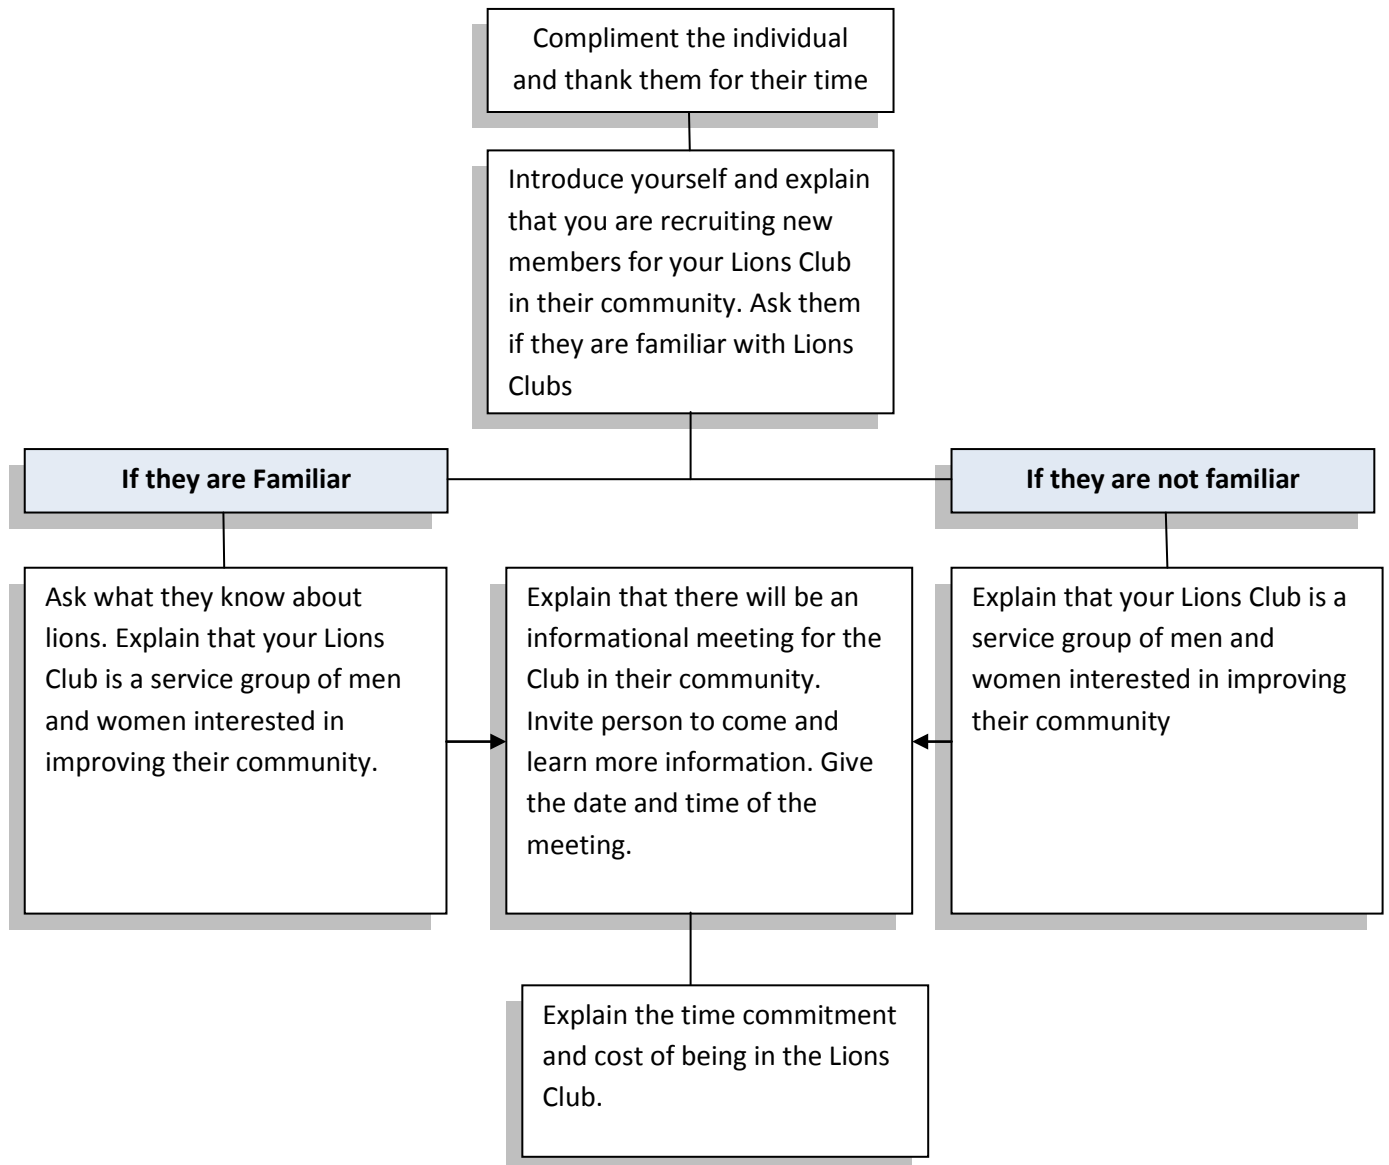 Compliment the individual
and thank them for their time
Introduce yourself and explain
that you are recruiting new
members for your Lions Club
in their community. Ask them
if they are familiar with Lions
Clubs
If they are Familiar
If they are not familiar
Ask what they know about
lions. Explain that your Lions
Club is a service group of men
and women interested in
improving their community.
Explain that there will be an
informational meeting for the
Club in their community.
Invite person to come and
learn more information. Give
the date and time of the
meeting.
Explain that your Lions Club is a
service group of men and
women interested in improving
their community
Explain the time commitment
and cost of being in the Lions
Club.